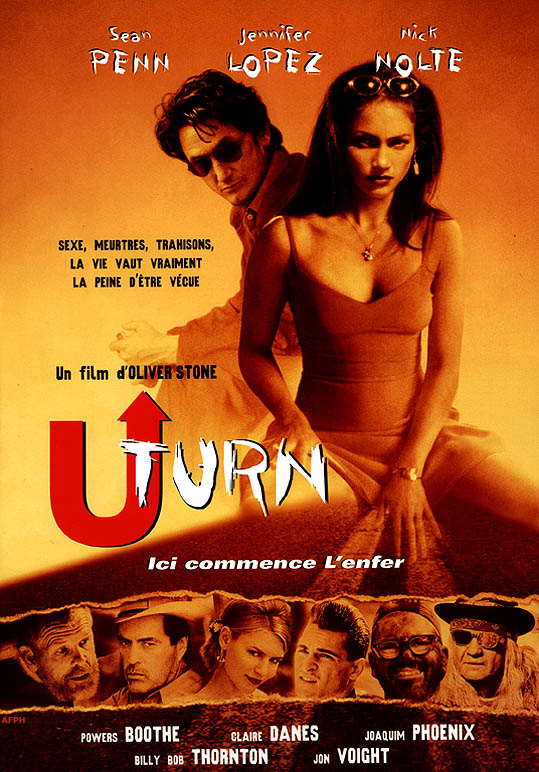 Sean Jennifer Nick
PENN LOPEZ NOLTE
SEXE, MEURTRES, TRAHISONS,
LA VIE VAUT VRAIMENT
LA PEINE D'ÊTRE VÉCUE
Un film d'OLIVER STONE
U TURN
Ici commence L'enfer
AFPH
POWERS BOOTHE CLAIRE DANES JOAQUIM PHOENIX
BILLY BOB THORNTON JON VOIGHT